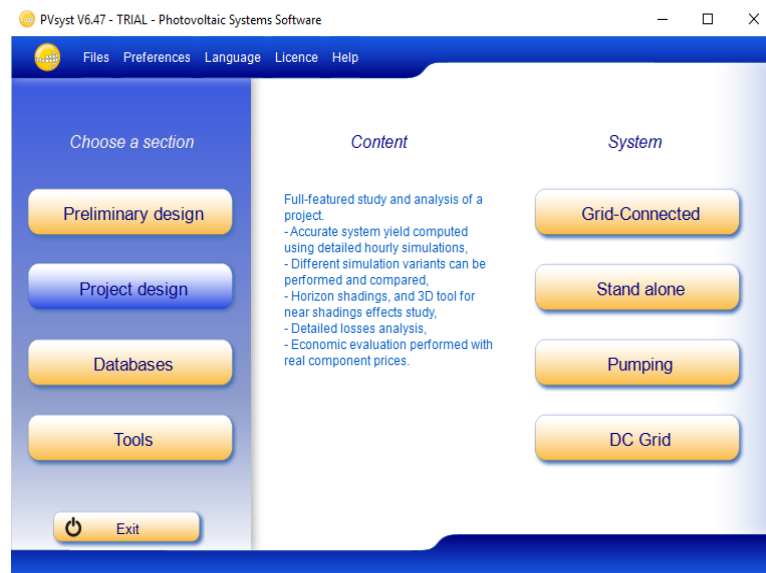 PVsyst V6.47 - TRIAL - Photovoltaic Systems Software
Files Preferences Language Licence Help
Choose a section
Preliminary design
Project design
Databases
Tools
Exit
Content
Full-featured study and analysis of a
project.
- Accurate system yield computed
using detailed hourly simulations,
- Different simulation variants can be
performed and compared,
- Horizon shadings, and 3D tool for
near shadings effects study,
- Detailed losses analysis,
- Economic evaluation performed with
real component prices.
System
Grid-Connected
Stand alone
Pumping
DC Grid